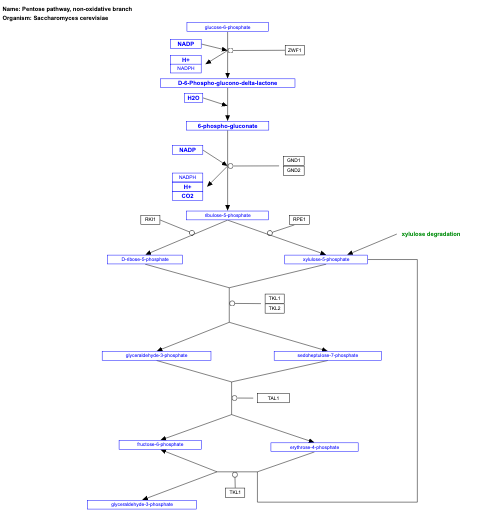 Name: Pentose pathway, non-oxidative branch
Organism: Saccharomyces cerevisiae
glucose-6-phosphate
NADP
ZWF1
H+
NADPH
D-6-Phospho-glucono-delta-lactone
H2O
6-phospho-gluconate
NADP
GND1
GND2
NADPH
H+
CO2
ribulose-5-phosphate
RKI1
RPE1
xylulose degradation
D-ribose-5-phosphate
xylulose-5-phosphate
TKL1
TKL2
glyceraldehyde-3-phosphate
sedoheptulose-7-phosphate
TAL1
fructose-6-phosphate
erythrose-4-phosphate
TKL1
glyceraldehyde-3-phosphate